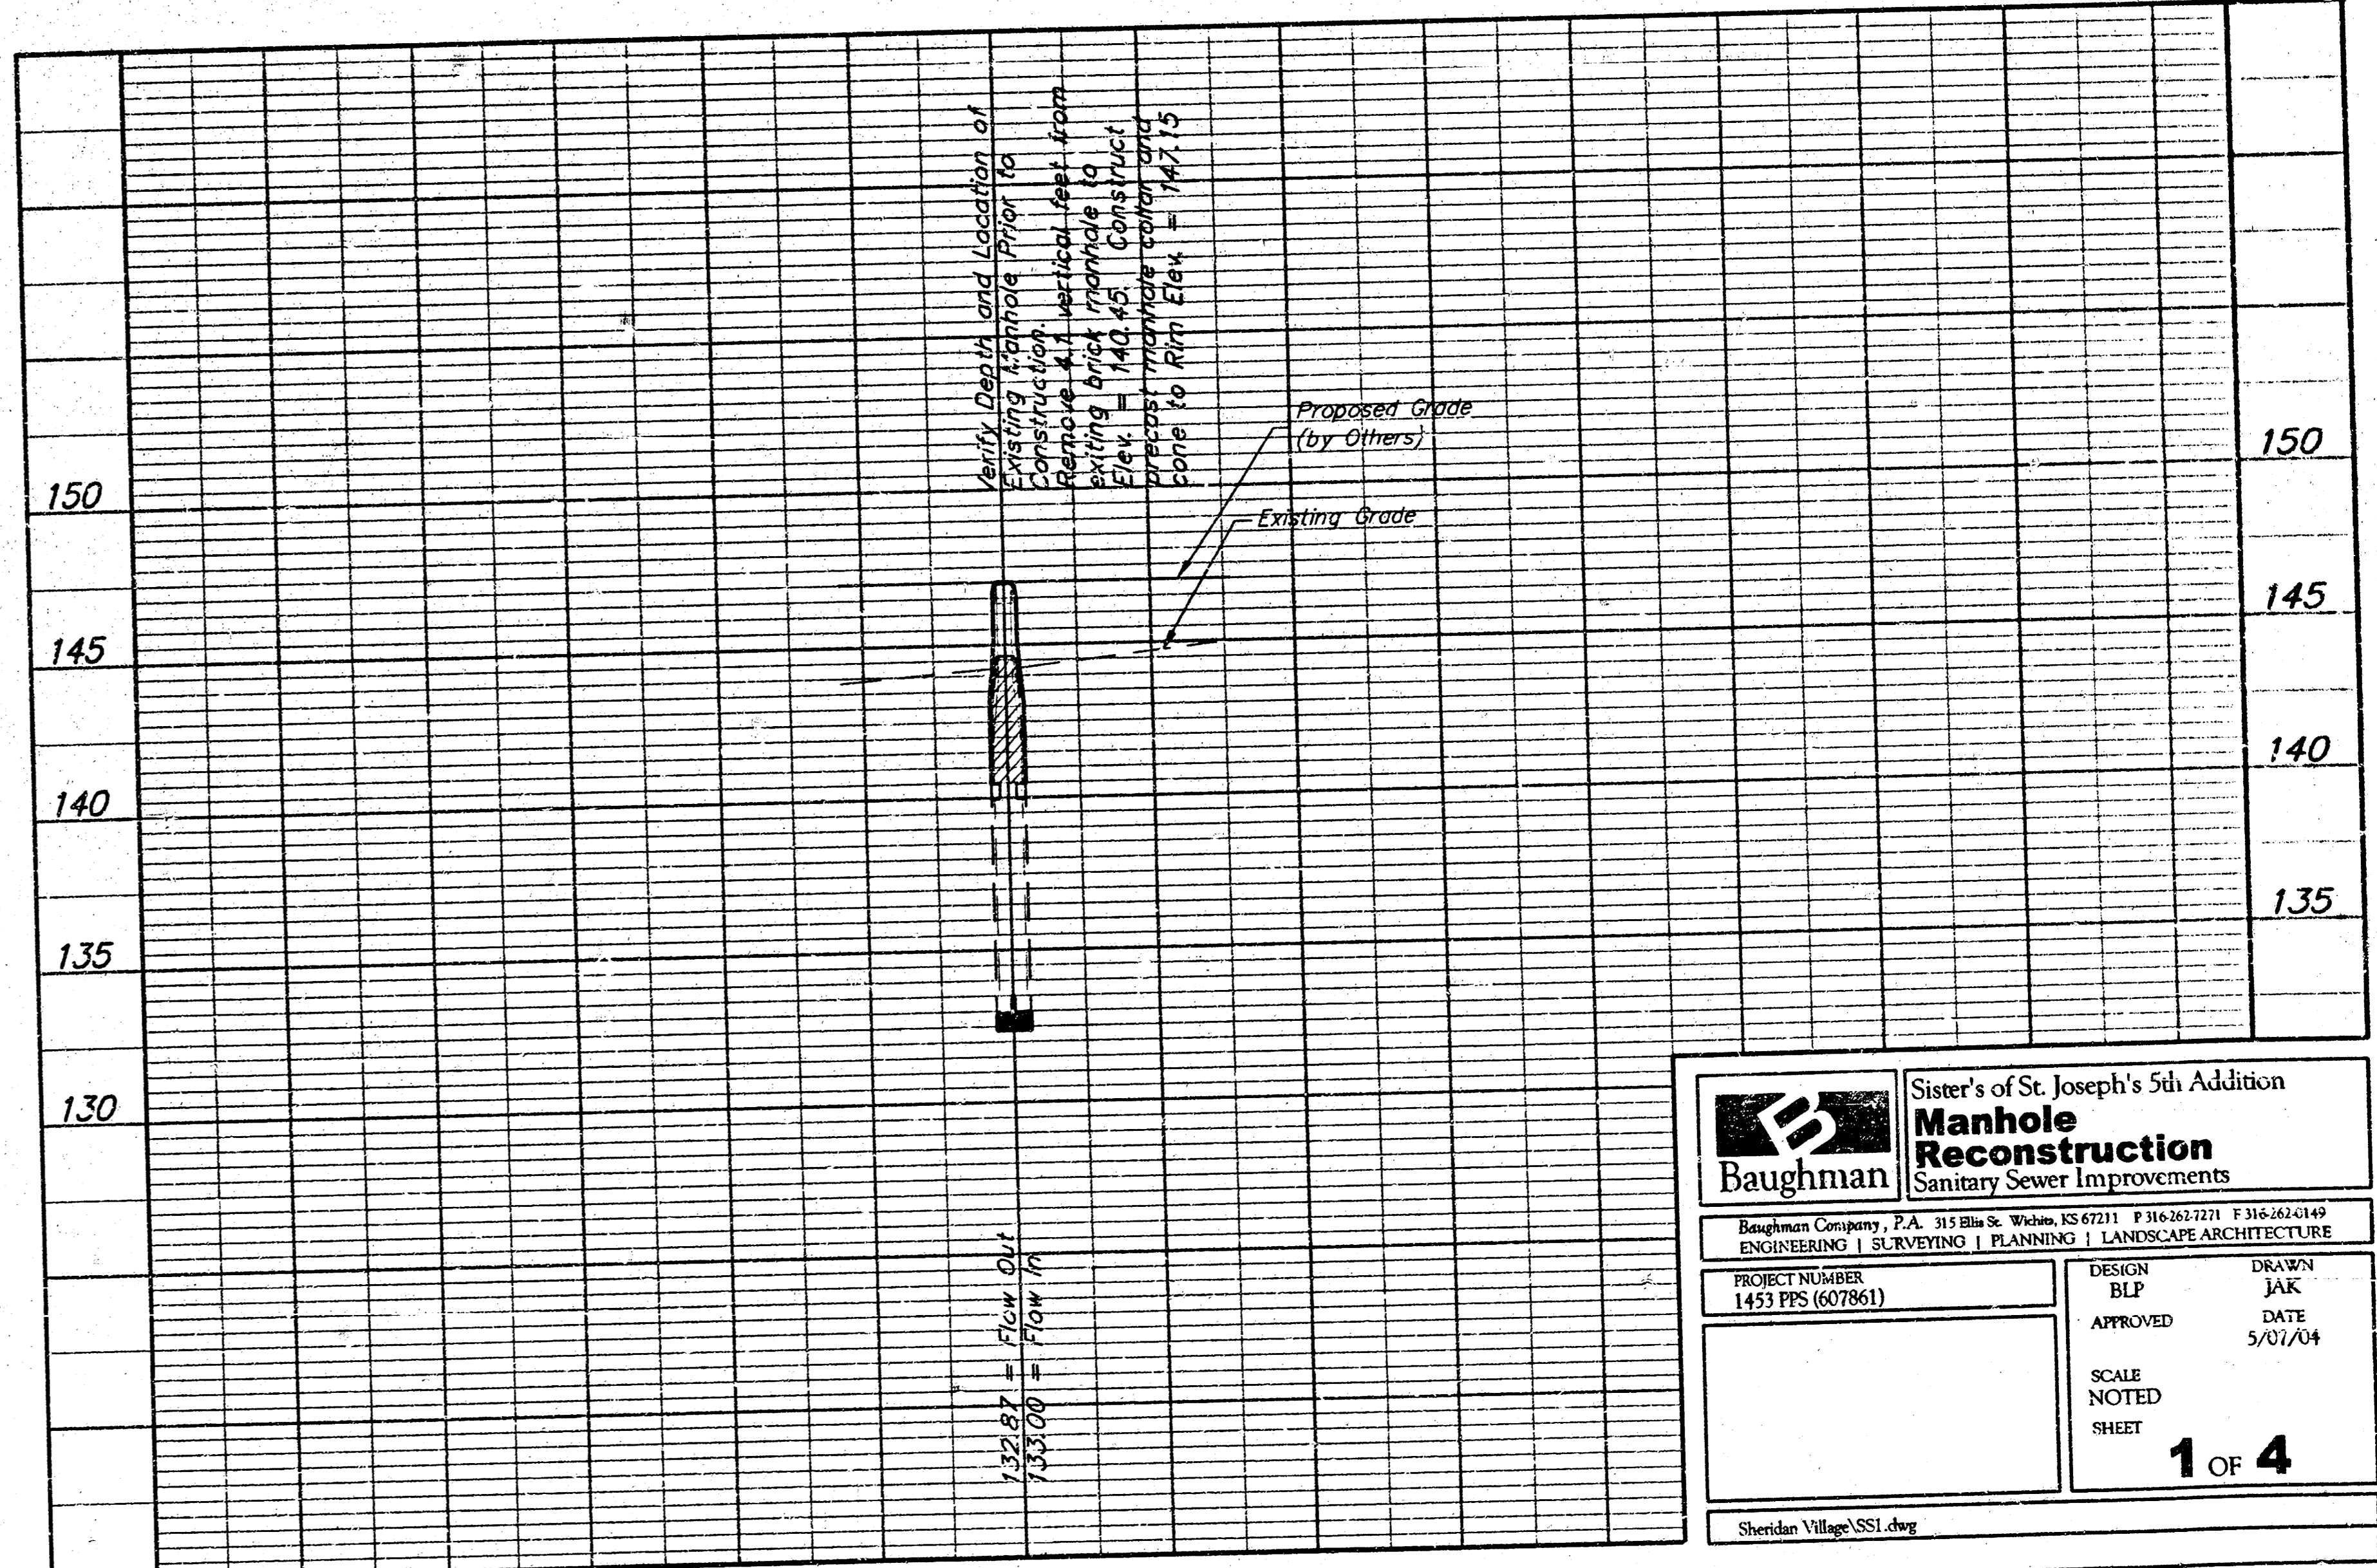 Verify Depth and Location of
Existing Manhole Prior to
Construction.
Remove 4.1 vertical feet from
exiting brick manhole to
Elev. = 140.45. Construct
precast manhole collar and
cone to Rim Elev. = 147.15
Proposed Grade
(by Others)
Existing Grade
150
145
140
135
130
150
145
140
135
132.87 = Flow Out
133.00 = Flow In
Baughman
Sister's of St. Joseph's 5th Addition
Manhole
Reconstruction
Sanitary Sewer Improvements
Baughman Company, P.A. 315 Ellis St. Wichita, KS 67211 P 316-262-7271 F 316-262-0149
ENGINEERING | SURVEYING | PLANNING | LANDSCAPE ARCHITECTURE
PROJECT NUMBER
1453 PPS (607861)
DESIGN
BLP
DRAWN
JAK
APPROVED
DATE
5/07/04
SCALE
NOTED
SHEET
1 OF 4
Sheridan Village\SS1.dwg